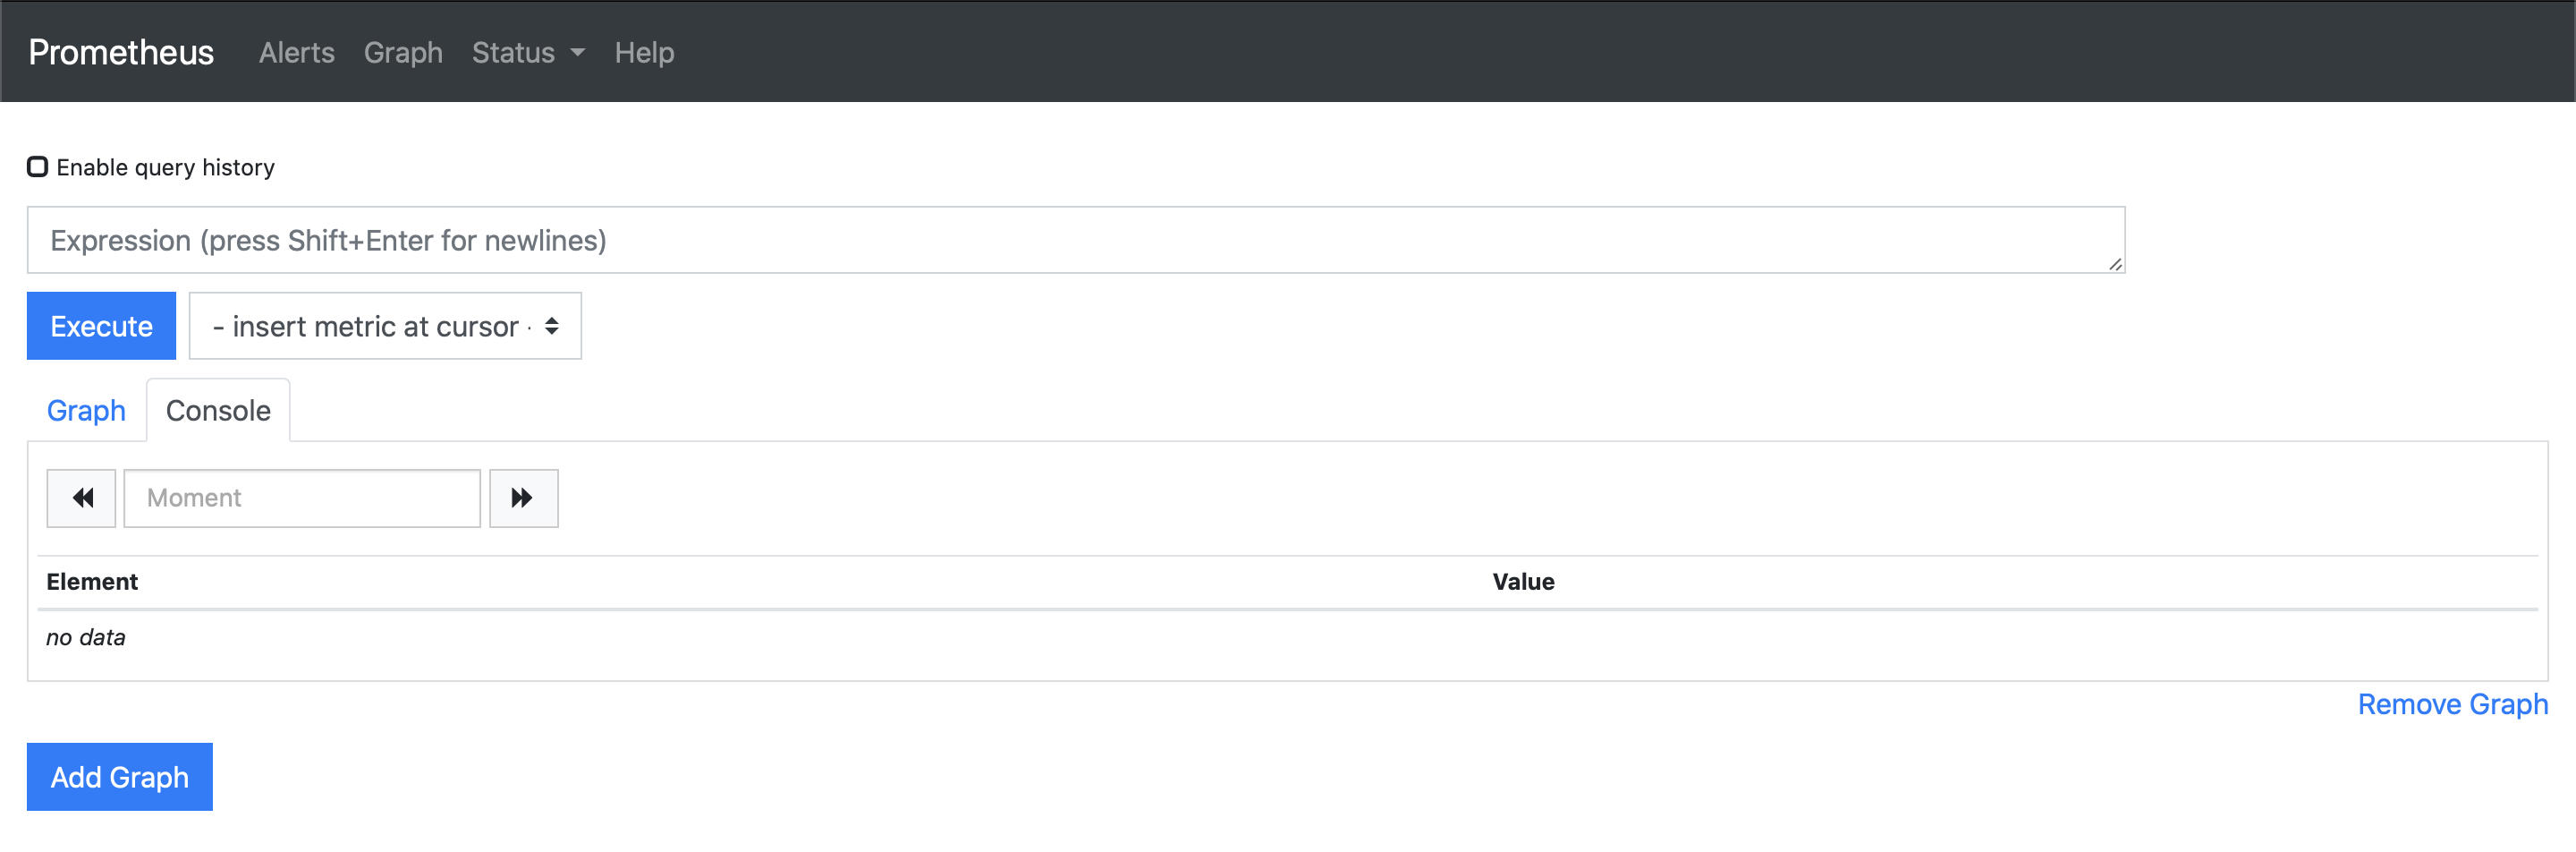 Prometheus Alerts Graph Status Help
Enable query history
Expression (press Shift+Enter for newlines)
Execute - insert metric at cursor -
Graph Console
Moment
Element Value
no data
Remove Graph
Add Graph